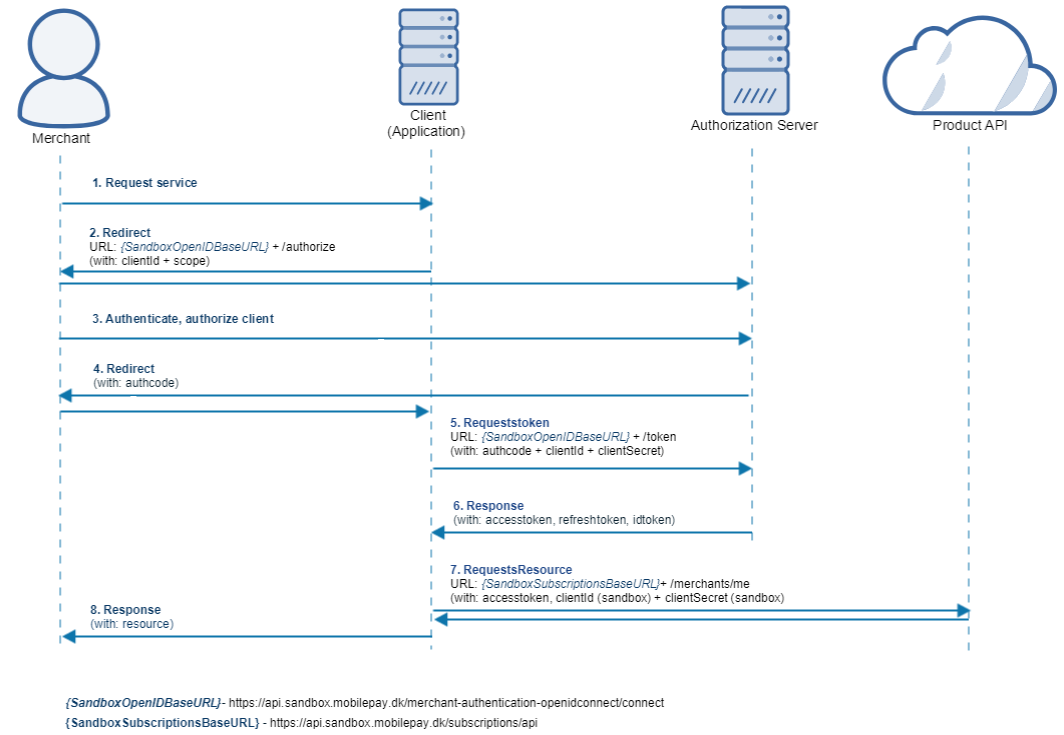 Merchant
Client
(Application)
Authorization Server
Product API
1. Request service
2. Redirect
URL: {SandboxOpenIDBaseURL} + /authorize
(with: clientId + scope)
3. Authenticate, authorize client
4. Redirect
(with: authcode)
5. Requeststoken
URL: {SandboxOpenIDBaseURL} + /token
(with: authcode + clientId + clientSecret)
6. Response
(with: accesstoken, refreshtoken, idtoken)
7. RequestsResource
URL: {SandboxSubscriptionsBaseURL}+ /merchants/me
(with: accesstoken, clientId (sandbox) + clientSecret (sandbox)
8. Response
(with: resource)
{SandboxOpenIDBaseURL}- https://api.sandbox.mobilepay.dk/merchant-authentication-openidconnect/connect
{SandboxSubscriptionsBaseURL} - https://api.sandbox.mobilepay.dk/subscriptions/api